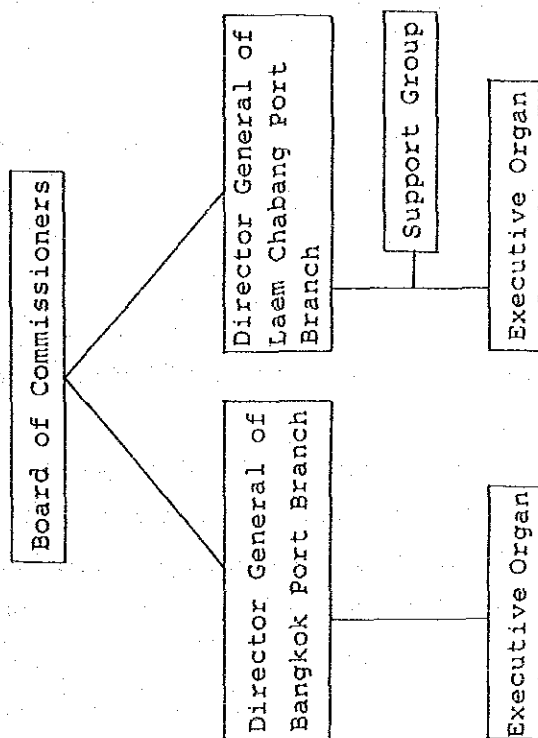 Board of Commissioners
Director General of
Bangkok Port Branch
Director General of
Laem Chabang Port
Branch
Support Group
Executive Organ
Executive Organ